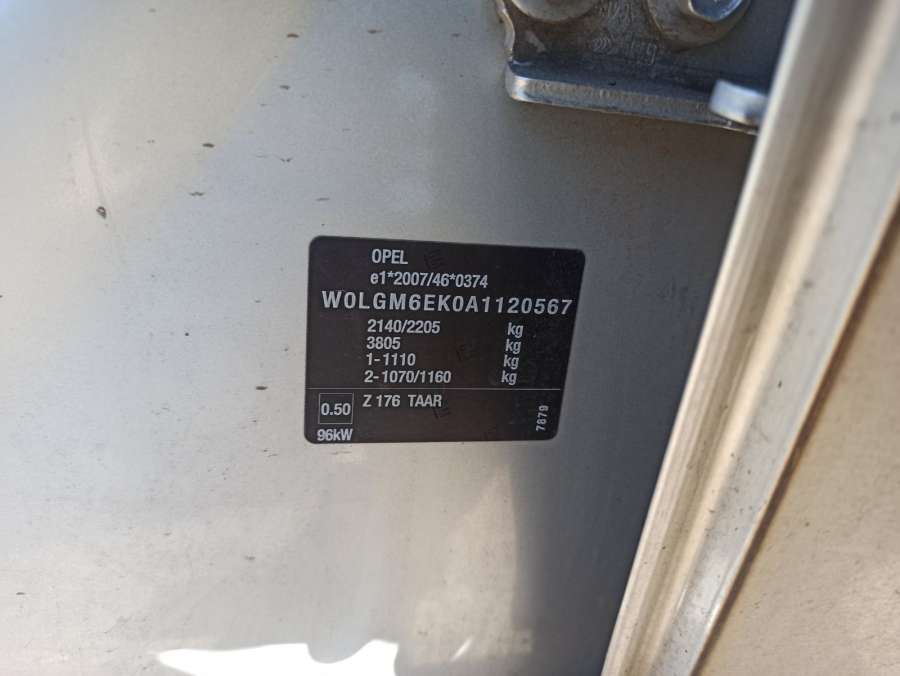 OPEL
e1*2007/46*0374
W0LGM6EK0A1120567
2140/2205 kg
3805 kg
1-1110 kg
2-1070/1160 kg
0.50 Z 176 TAAR
96kW
7879